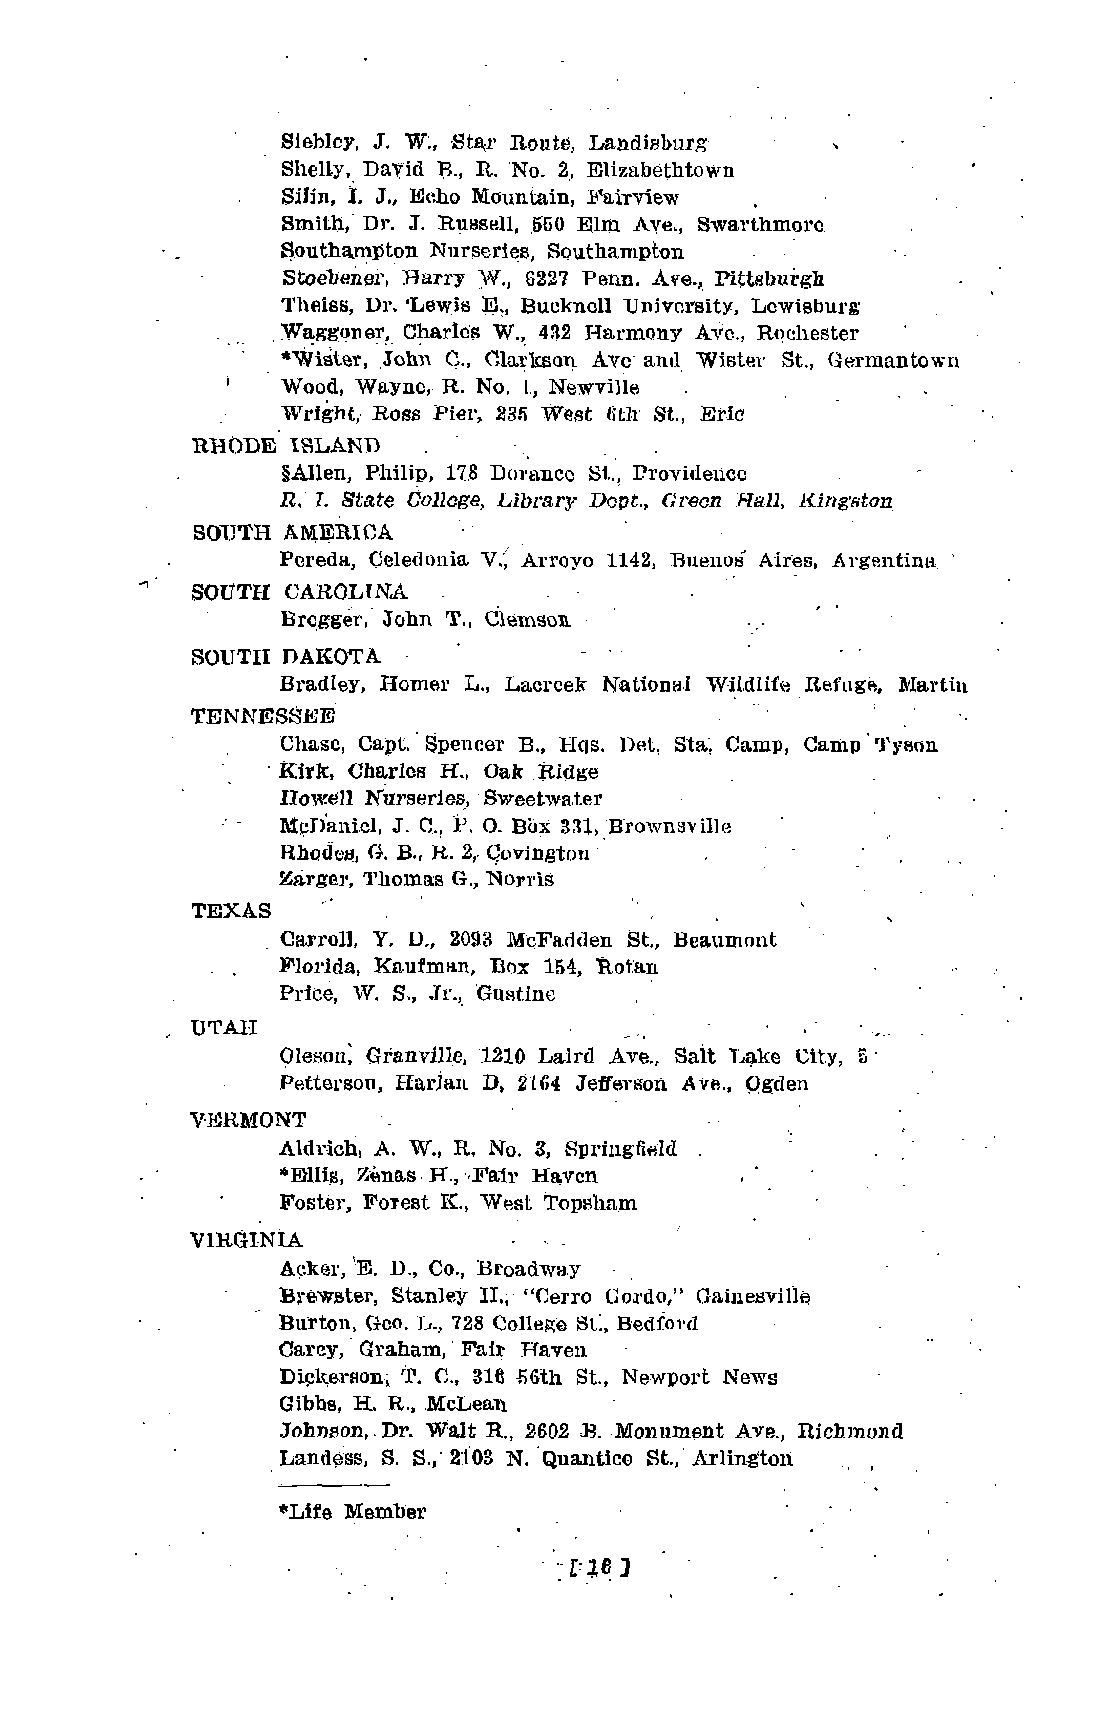 Siebley, J. W., Star Route, Landisburg
Shelly, David B., R. No. 2, Elizabethtown
Silin, I. J., Echo Mountain, Fairview
Smith, Dr. J. Russell, 550 Elm Ave., Swarthmore
Southampton Nurseries, Southampton
Stoebener, Harry W., 6227 Penn. Ave., Pittsburgh
Theiss, Dr. Lewis E., Bucknell University, Lewisburg
Waggoner, Charles W., 432 Harmony Ave., Rochester
*Wister, John C., Clarkson Ave and Wister St., Germantown
Wood, Wayne, R. No. 1, Newville
Wright, Ross Pier, 235 West 6th St., Erie
RHODE ISLAND
§Allen, Philip, 178 Dorance St., Providence
R. I. State College, Library Dept., Green Hall, Kingston
SOUTH AMERICA
Pereda, Celedonia V., Arroyo 1142, Buenos Aires, Argentina
SOUTH CAROLINA
Bregger, John T., Clemson
SOUTH DAKOTA
Bradley, Homer L., Lacreek National Wildlife Refuge, Martin
TENNESSEE
Chase, Capt. Spencer B., Hqs. Det. Sta. Camp, Camp Tyson
Kirk, Charles H., Oak Ridge
Howell Nurseries, Sweetwater
McDaniel, J. C., P. O. Box 331, Brownsville
Rhodes, G. B., R. 2, Covington
Zarger, Thomas G., Norris
TEXAS
Carroll, Y. D., 2093 McFadden St., Beaumont
Florida, Kaufman, Box 154, Rotan
Price, W. S., Jr., Gustine
UTAH
Oleson, Granville, 1210 Laird Ave., Salt Lake City, 5
Petterson, Harlan D, 2164 Jefferson Ave., Ogden
VERMONT
Aldrich, A. W., R. No. 3, Springfield
*Ellis, Zenas H., Fair Haven
Foster, Forest K., West Topsham
VIRGINIA
Acker, E. D., Co., Broadway
Brewster, Stanley H., "Cerro Gordo," Gainesville
Burton, Geo. L., 728 College St., Bedford
Carey, Graham, Fair Haven
Dickerson, T. C., 316 56th St., Newport News
Gibbs, H. R., McLean
Johnson, Dr. Walt R., 2602 B. Monument Ave., Richmond
Landess, S. S., 2103 N. Quantico St., Arlington
*Life Member
[ 16 ]